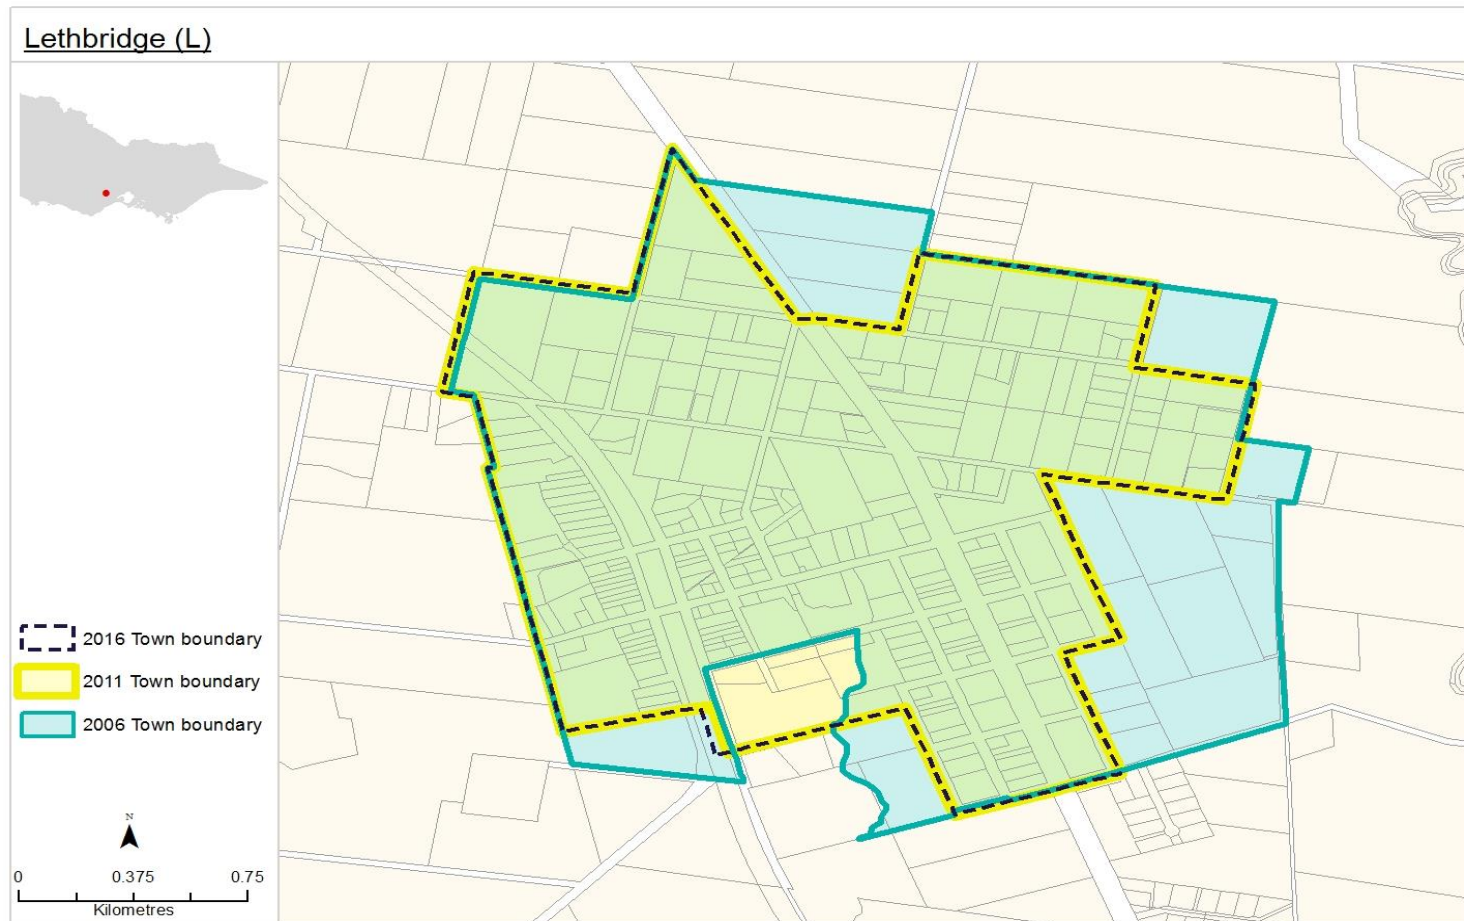 Lethbridge (L)
2016 Town boundary
2011 Town boundary
2006 Town boundary
N
0 0.375 0.75
Kilometres